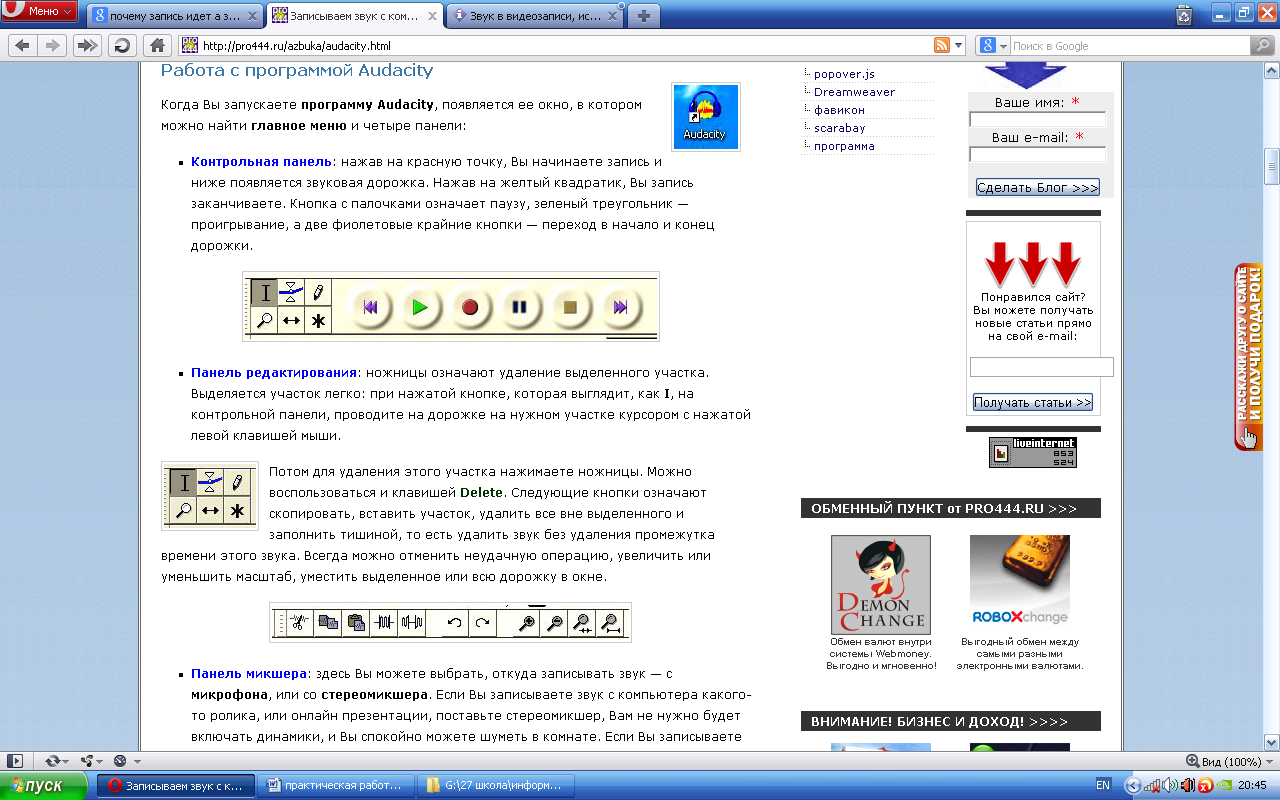 Меню
почему запись идет а з...
Записываем звук с ком...
Звук в видеозаписи, ис...
http://pro444.ru/azbuka/audacity.html
Поиск в Google
Работа с программой Audacity
Когда Вы запускаете программу Audacity, появляется ее окно, в котором
можно найти главное меню и четыре панели:
Audacity
Контрольная панель: нажав на красную точку, Вы начинаете запись и
ниже появляется звуковая дорожка. Нажав на желтый квадратик, Вы запись
заканчиваете. Кнопка с палочками означает паузу, зеленый треугольник —
проигрывание, а две фиолетовые крайние кнопки — переход в начало и конец
дорожки.
Панель редактирования: ножницы означают удаление выделенного участка.
Выделяется участок легко: при нажатой кнопке, которая выглядит, как I, на
контрольной панели, проводите на дорожке на нужном участке курсором с нажатой
левой клавишей мыши.
Потом для удаления этого участка нажимаете ножницы. Можно
воспользоваться и клавишей Delete. Следующие кнопки означают
скопировать, вставить участок, удалить все вне выделенного и
заполнить тишиной, то есть удалить звук без удаления промежутка
времени этого звука. Всегда можно отменить неудачную операцию, увеличить или
уменьшить масштаб, уместить выделенное или всю дорожку в окне.
Панель микшера: здесь Вы можете выбрать, откуда записывать звук — с
микрофона, или со стереомикшера. Если Вы записываете звук с компьютера какого-
то ролика, или онлайн презентации, поставьте стереомикшер, Вам не нужно будет
включать динамики, и Вы спокойно можете шуметь в комнате. Если Вы записываете
popover.js
Dreamweaver
фавикон
scarabay
программа
Ваше имя: *
Ваш e-mail: *
Сделать Блог >>>
Понравился сайт?
Вы можете получать
новые статьи прямо
на свой e-mail:
Получать статьи >>
liveinternet
853
524
РАССКАЖИ ДРУГУ О САЙТЕ
И ПОЛУЧИ ПОДАРОК!
ОБМЕННЫЙ ПУНКТ от PRO444.RU >>>
DEMON
CHANGE
Обмен валют внутри
системы Webmoney.
Выгодно и мгновенно!
999.9
ROBOXchange
Выгодный обмен между
самыми разными
электронными валютами.
ВНИМАНИЕ! БИЗНЕС И ДОХОД! >>>>
Вид (100%)
пуск
Записываем звук с к...
практическая работ...
G:\27 школа\информ...
EN
20:45